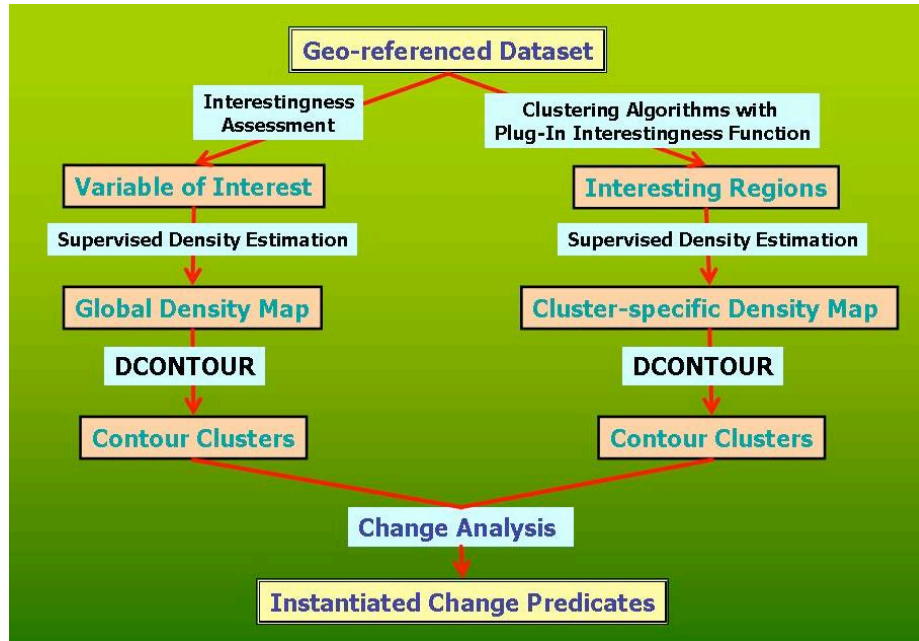 Geo-referenced Dataset
Interestingness
Assessment
Clustering Algorithms with
Plug-In Interestingness Function
Variable of Interest
Interesting Regions
Supervised Density Estimation
Supervised Density Estimation
Global Density Map
Cluster-specific Density Map
DCONTOUR
DCONTOUR
Contour Clusters
Contour Clusters
Change Analysis
Instantiated Change Predicates